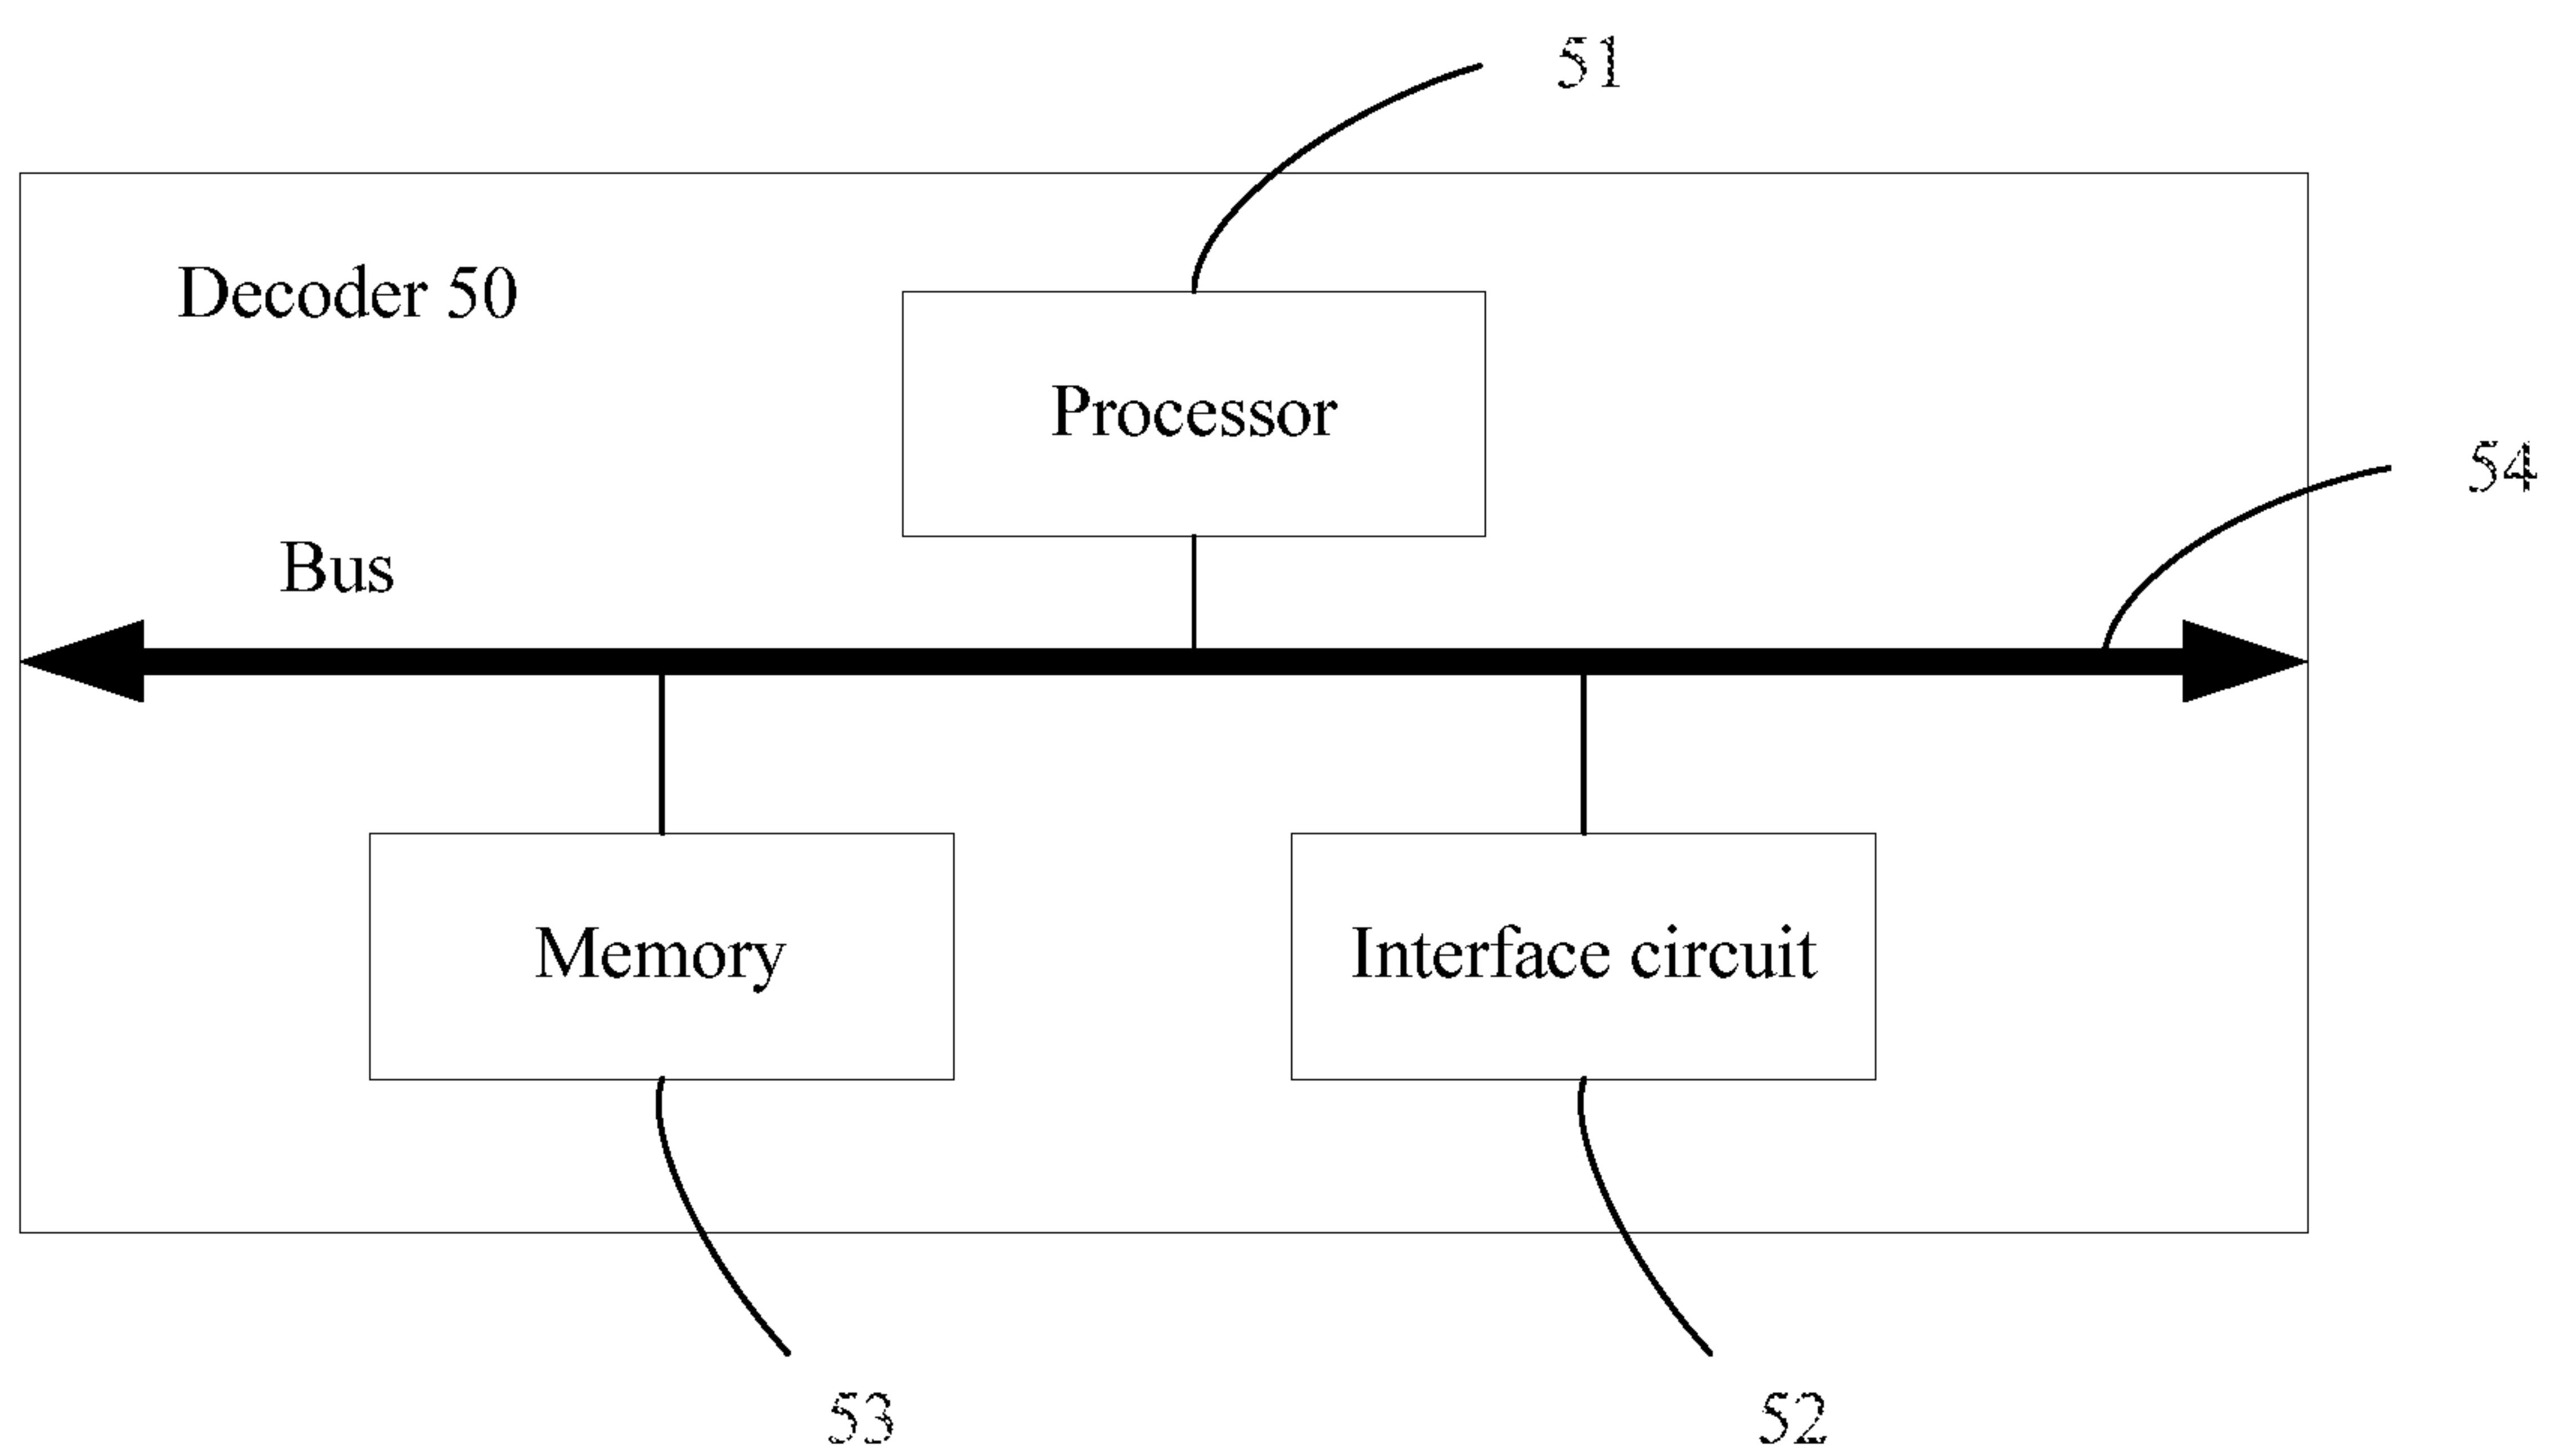 51
Decoder 50
Processor
54
Bus
Memory
Interface circuit
53
52